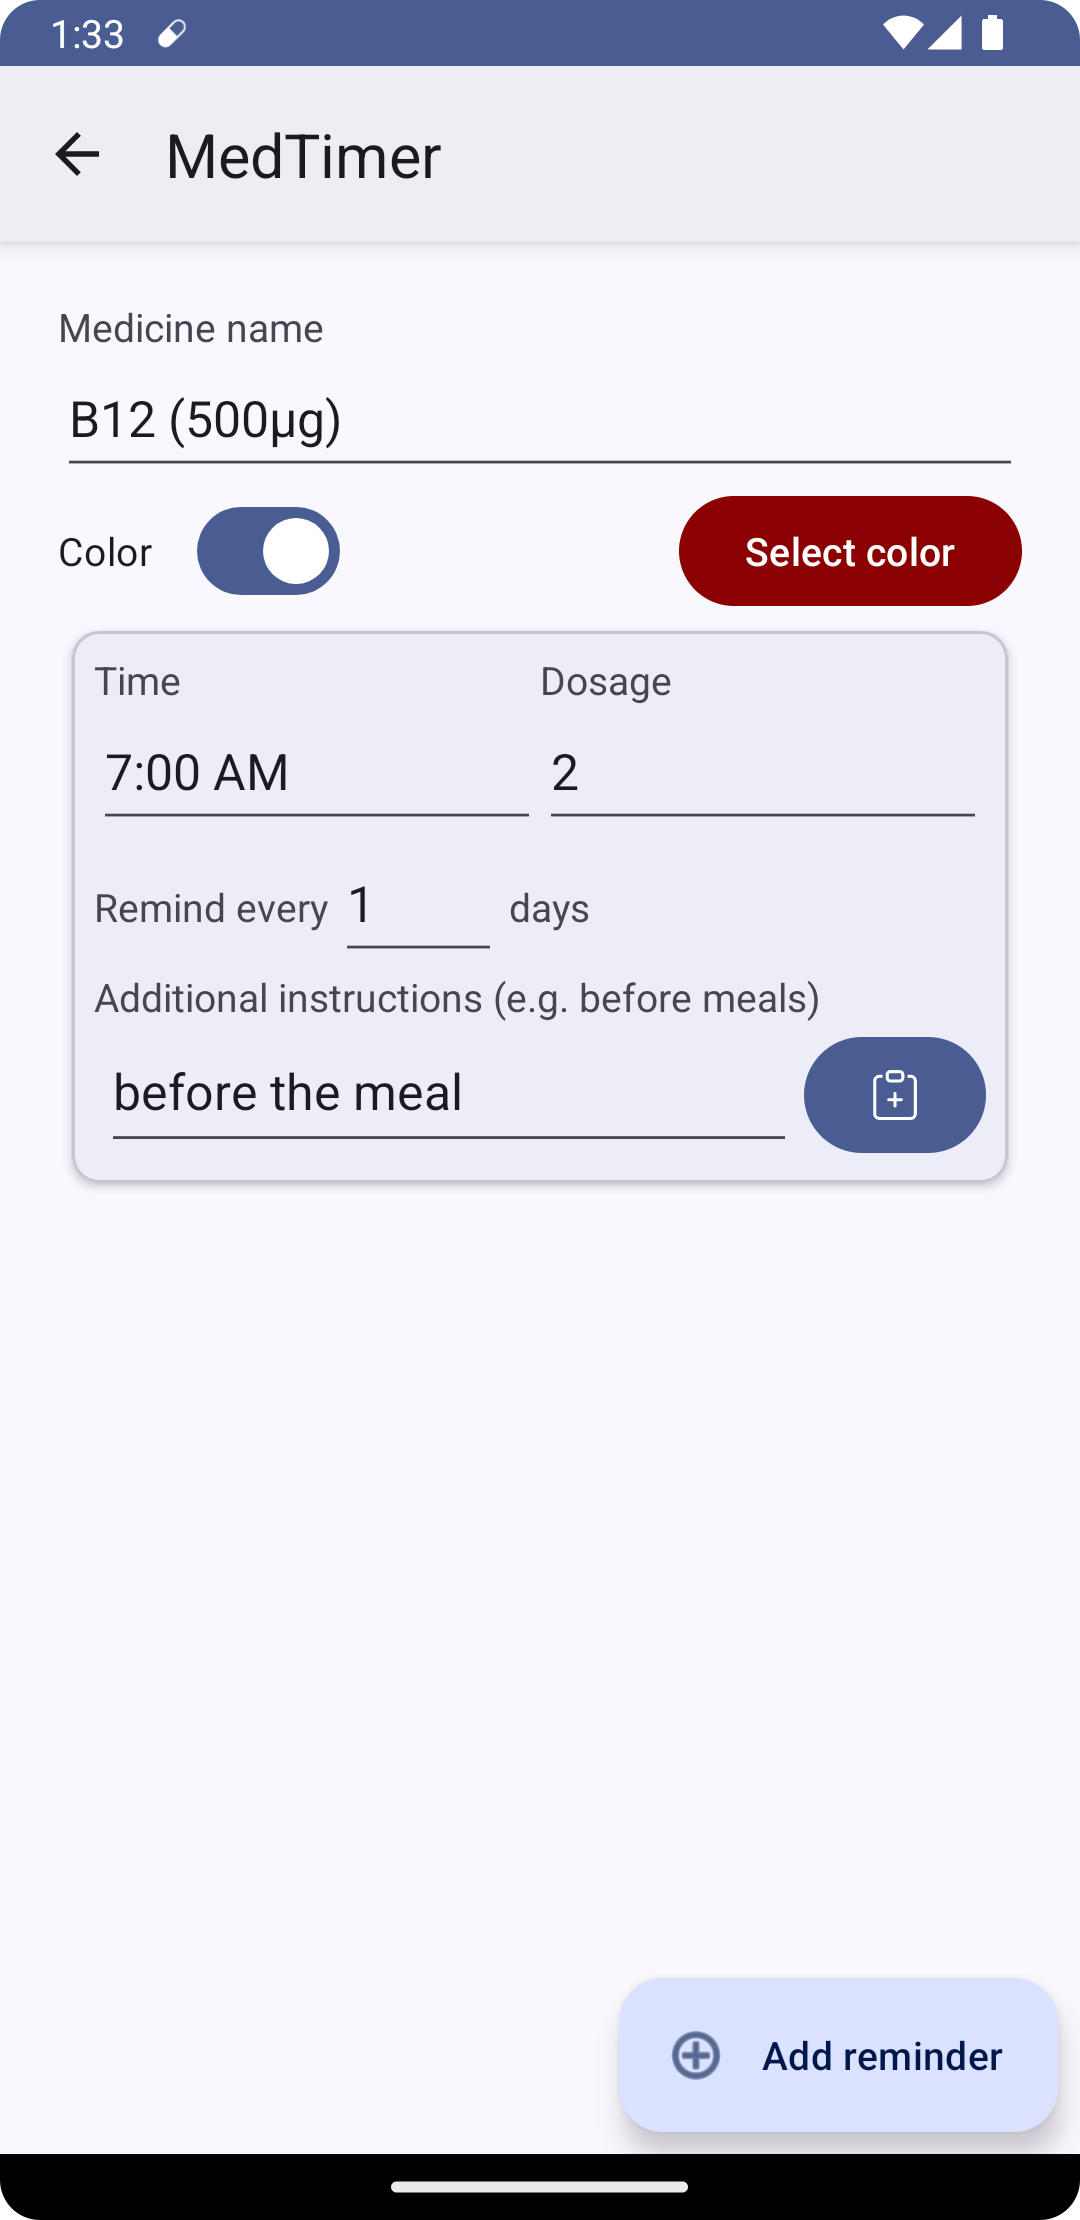 1:33
MedTimer
Medicine name
B12 (500µg)
Color
Select color
Time Dosage
7:00 AM 2
Remind every 1 days
Additional instructions (e.g. before meals)
before the meal
Add reminder